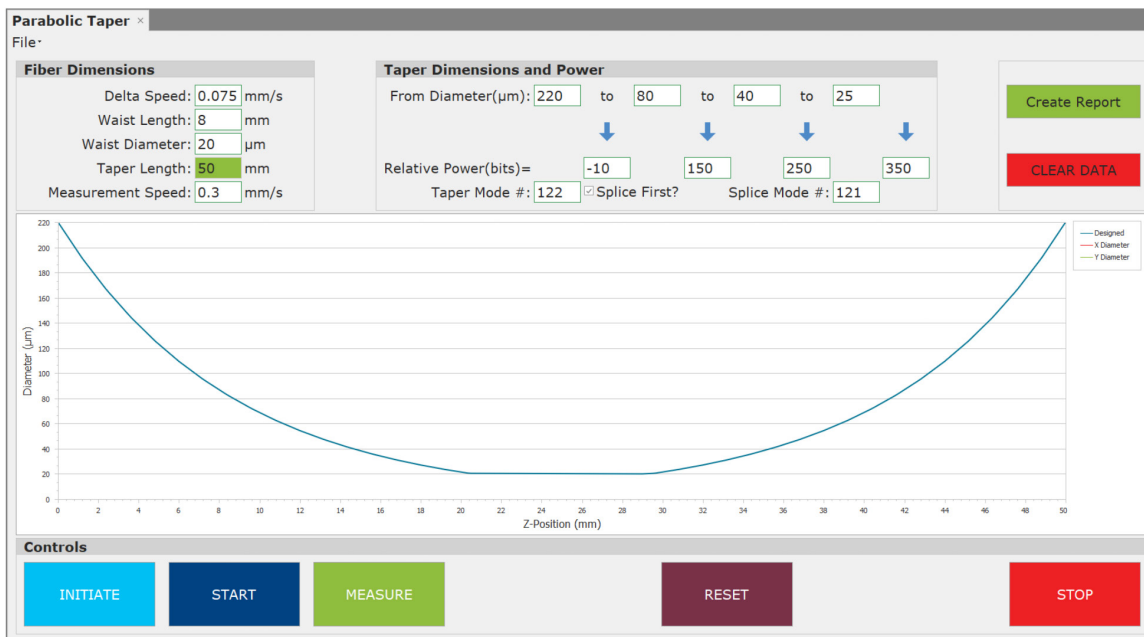 Parabolic Taper ×
File
Fiber Dimensions
Delta Speed: 0.075 mm/s
Waist Length: 8 mm
Waist Diameter: 20 µm
Taper Length: 50 mm
Measurement Speed: 0.3 mm/s
Taper Dimensions and Power
From Diameter(µm): 220 to 80 to 40 to 25
Relative Power(bits)= -10 150 250 350
Taper Mode #: 122 Splice First? Splice Mode #: 121
Create Report
CLEAR DATA
220
200
180
160
140
120
100
80
60
40
20
0
Diameter (µm)
0 2 4 6 8 10 12 14 16 18 20 22 24 26 28 30 32 34 36 38 40 42 44 46 48 50
Z-Position (mm)
Designed
X Diameter
Y Diameter
Controls
INITIATE START MEASURE RESET STOP